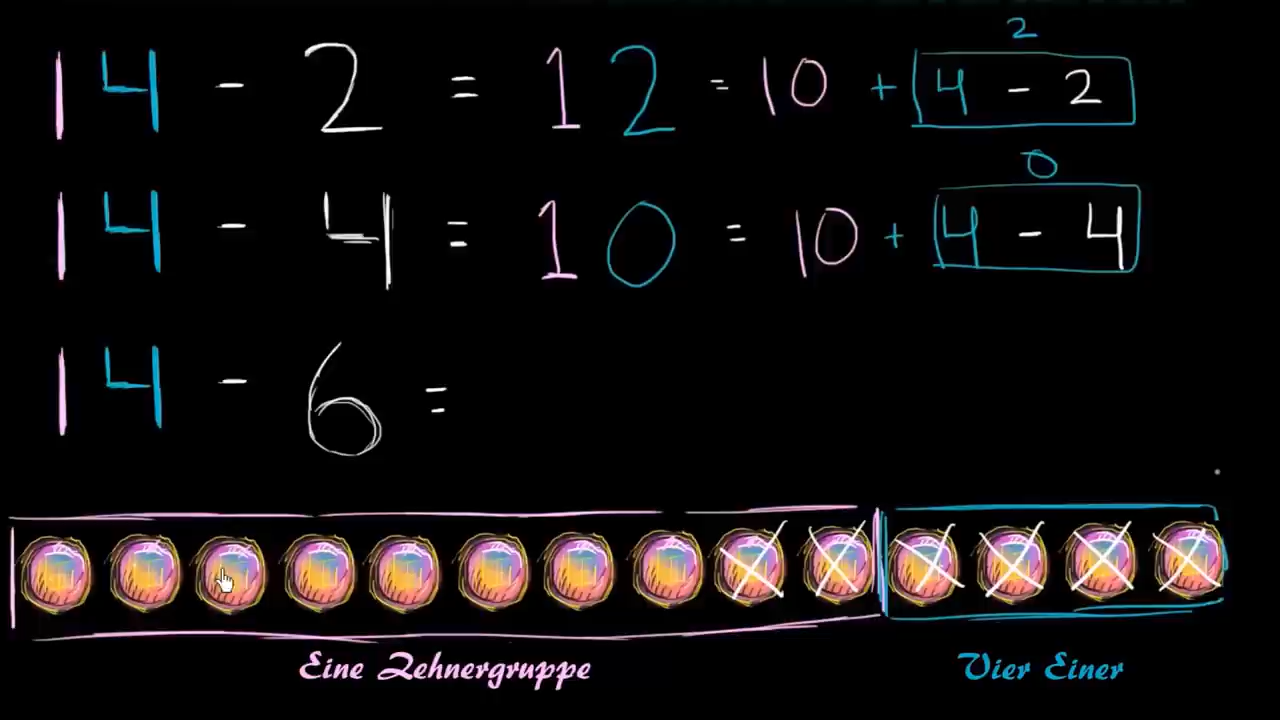 2
14 - 2 = 12 = 10 + 4 - 2
0
14 - 4 = 10 = 10 + 4 - 4
14 - 6 =
Eine Zehnergruppe
Vier Einer